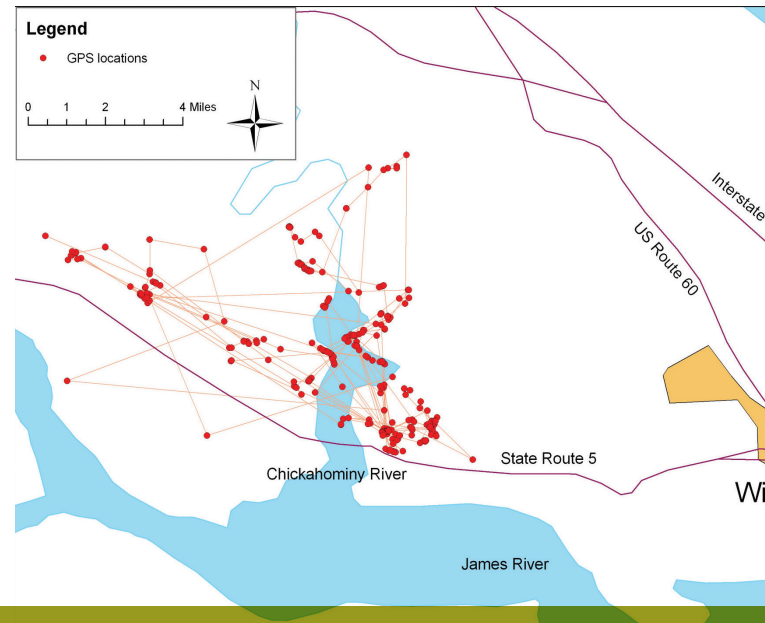 Legend
GPS locations
0 1 2 4 Miles
N
Interstate
US Route 60
State Route 5
Chickahominy River
Wi
James River